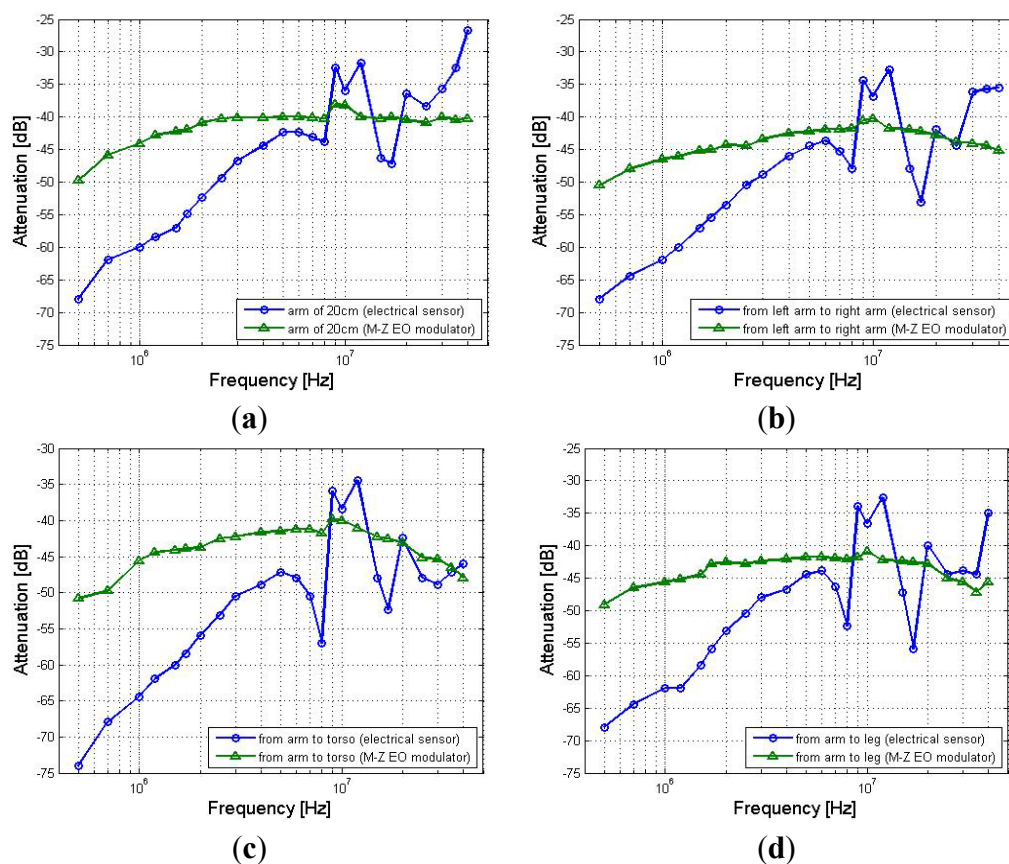 -25
-30
-35
-40
-45
-50
-55
-60
-65
-70
-75
Attenuation [dB]
arm of 20cm (electrical sensor)
arm of 20cm (M-Z EO modulator)
10^6
10^7
Frequency [Hz]
(a)
-25
-30
-35
-40
-45
-50
-55
-60
-65
-70
-75
Attenuation [dB]
from left arm to right arm (electrical sensor)
from left arm to right arm (M-Z EO modulator)
10^6
10^7
Frequency [Hz]
(b)
-30
-35
-40
-45
-50
-55
-60
-65
-70
-75
Attenuation [dB]
from arm to torso (electrical sensor)
from arm to torso (M-Z EO modulator)
10^6
10^7
Frequency [Hz]
(c)
-25
-30
-35
-40
-45
-50
-55
-60
-65
-70
-75
Attenuation [dB]
from arm to leg (electrical sensor)
from arm to leg (M-Z EO modulator)
10^6
10^7
Frequency [Hz]
(d)